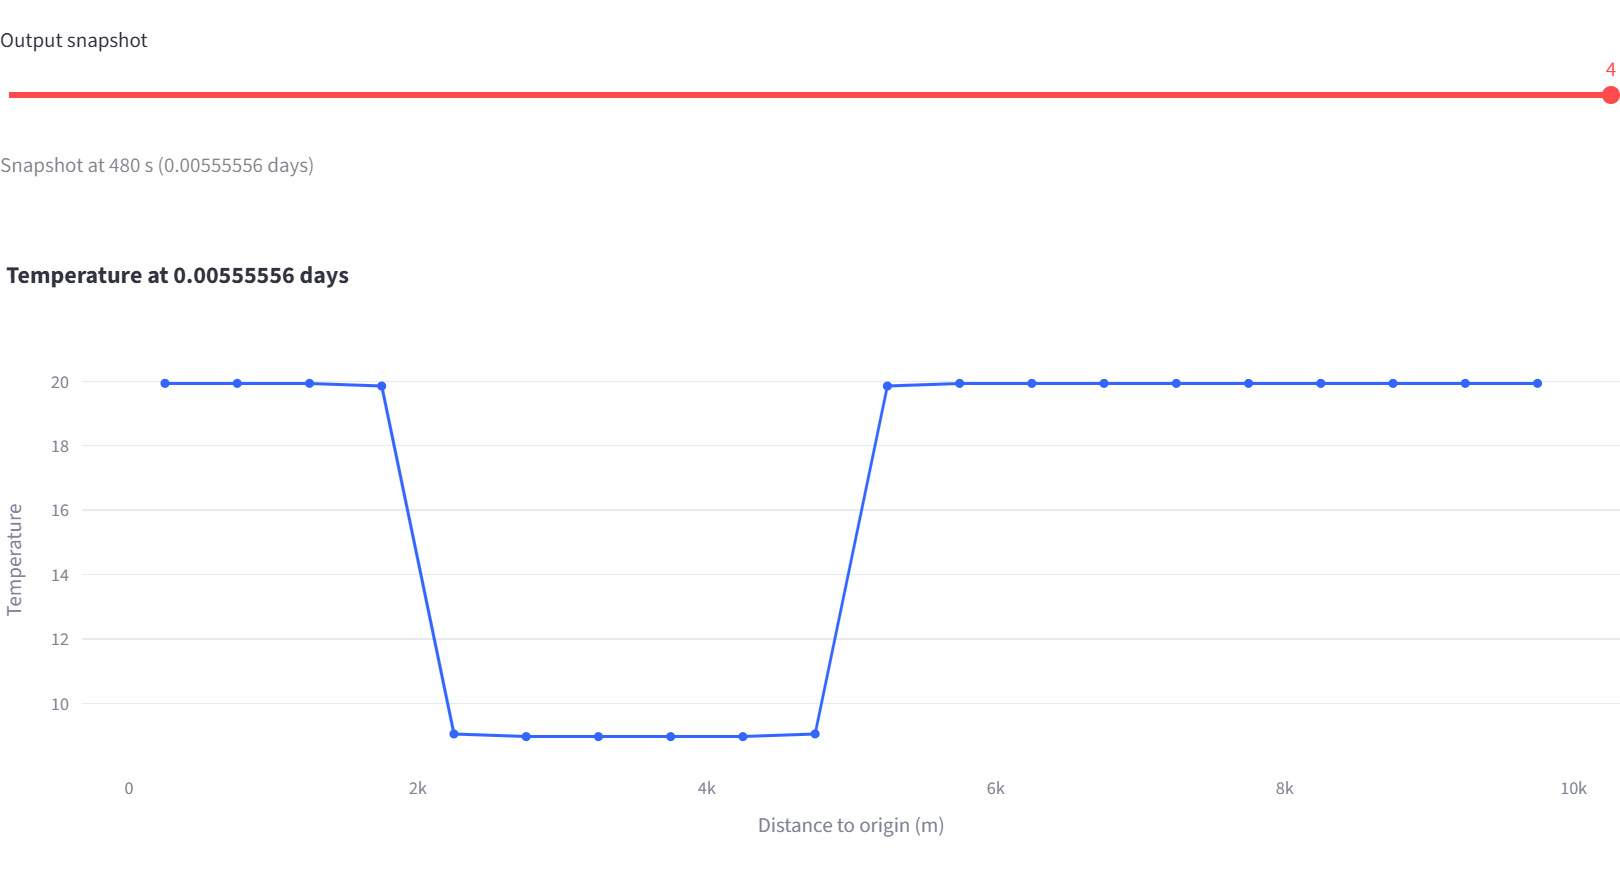 Output snapshot
4
Snapshot at 480 s (0.00555556 days)
Temperature at 0.00555556 days
20
18
16
14
12
10
Temperature
0 2k 4k 6k 8k 10k
Distance to origin (m)